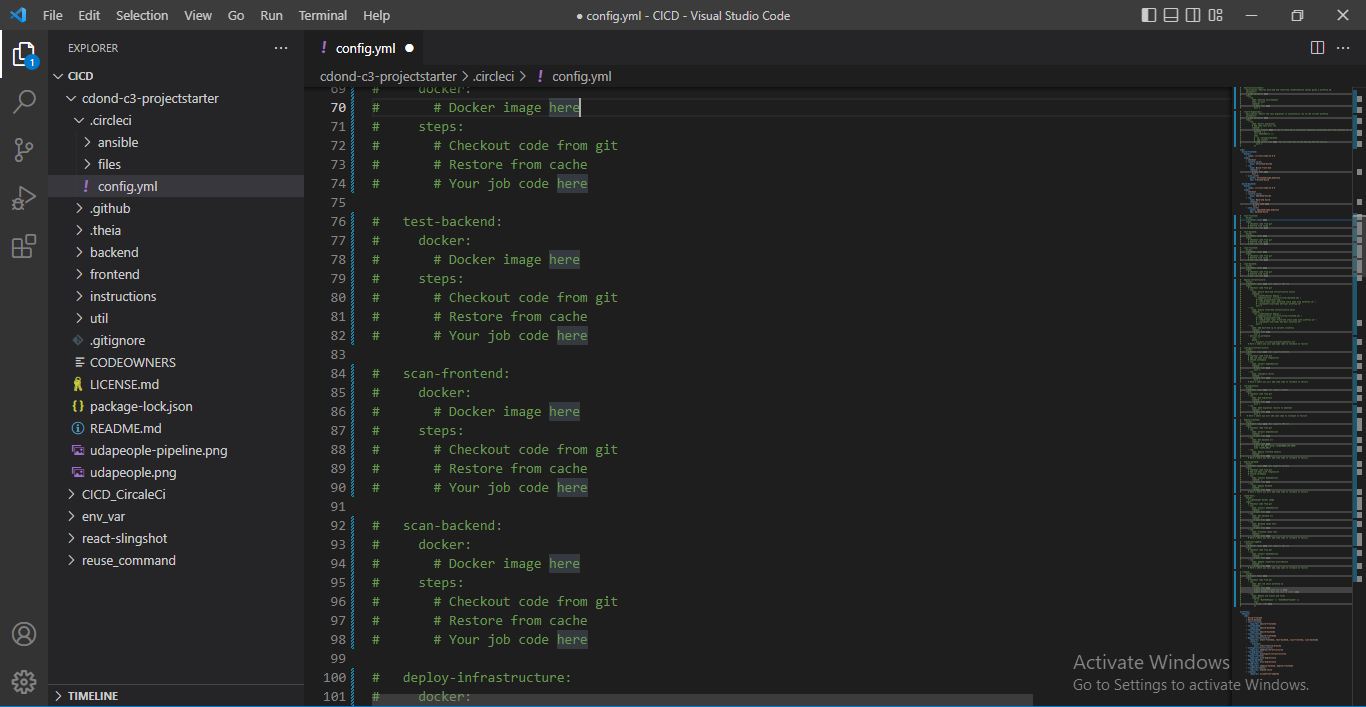 File Edit Selection View Go Run Terminal Help
● config.yml - CICD - Visual Studio Code
EXPLORER
1
CICD
cdond-c3-projectstarter
.circleci
ansible
files
! config.yml
.github
.theia
backend
frontend
instructions
util
.gitignore
CODEOWNERS
LICENSE.md
{} package-lock.json
README.md
udapeople-pipeline.png
udapeople.png
CICD_CircaleCi
env_var
react-slingshot
reuse_command
TIMELINE
! config.yml ●
cdond-c3-projectstarter > .circleci > ! config.yml
69 #     docker:
70 #       # Docker image here
71 #     steps:
72 #       # Checkout code from git
73 #       # Restore from cache
74 #       # Your job code here
75
76 #   test-backend:
77 #     docker:
78 #       # Docker image here
79 #     steps:
80 #       # Checkout code from git
81 #       # Restore from cache
82 #       # Your job code here
83
84 #   scan-frontend:
85 #     docker:
86 #       # Docker image here
87 #     steps:
88 #       # Checkout code from git
89 #       # Restore from cache
90 #       # Your job code here
91
92 #   scan-backend:
93 #     docker:
94 #       # Docker image here
95 #     steps:
96 #       # Checkout code from git
97 #       # Restore from cache
98 #       # Your job code here
99
100 #   deploy-infrastructure:
101 #     docker:
Activate Windows
Go to Settings to activate Windows.